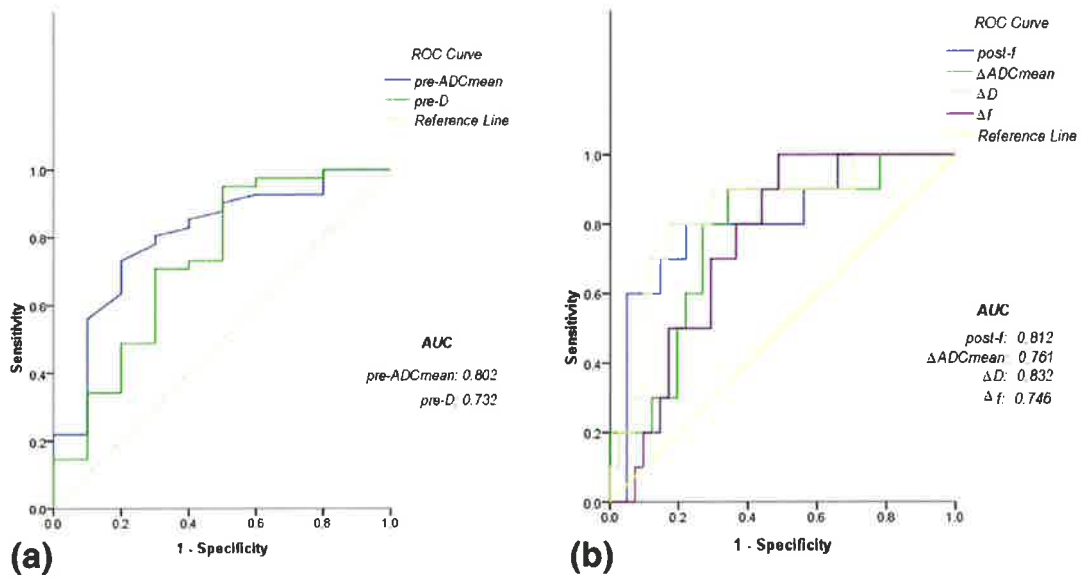 ROC Curve
pre-ADCmean
pre-D
Reference Line
1.0
0.8
0.6
0.4
0.2
0.0
Sensitivity
0.0 0.2 0.4 0.6 0.8 1.0
1 - Specificity
AUC
pre-ADCmean: 0.802
pre-D: 0.732
(a)
ROC Curve
post-f
ΔADCmean
ΔD
Δf
Reference Line
1.0
0.8
0.6
0.4
0.2
0.0
Sensitivity
0.0 0.2 0.4 0.6 0.8 1.0
1 - Specificity
AUC
post-f: 0.812
ΔADCmean: 0.761
ΔD: 0.832
Δf: 0.746
(b)